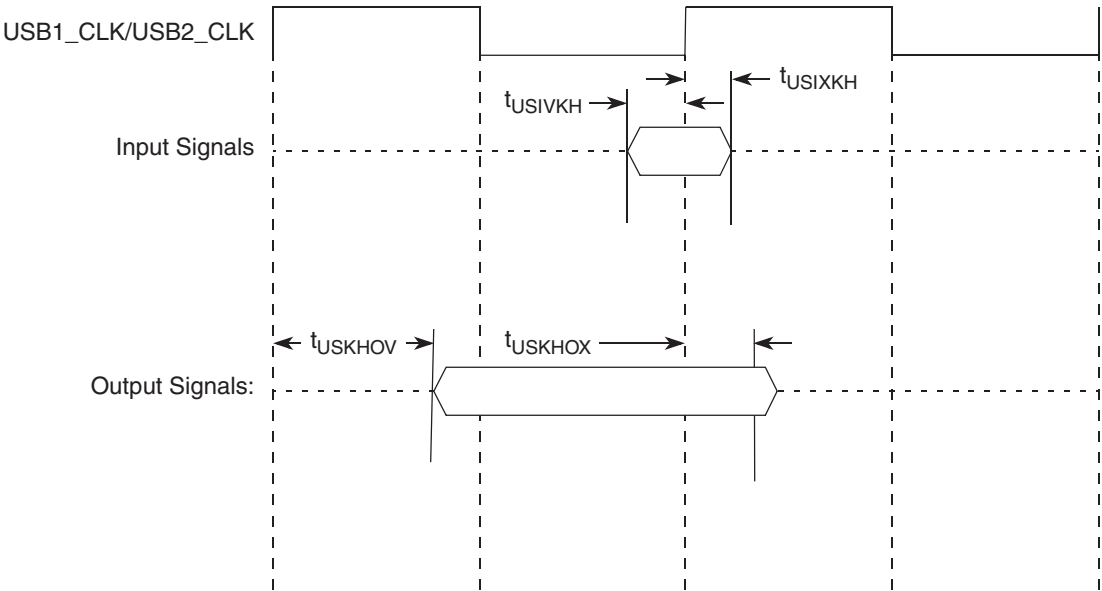 USB1_CLK/USB2_CLK
tUSIXKH
tUSIVKH
Input Signals
tUSKHOV
tUSKHOX
Output Signals: